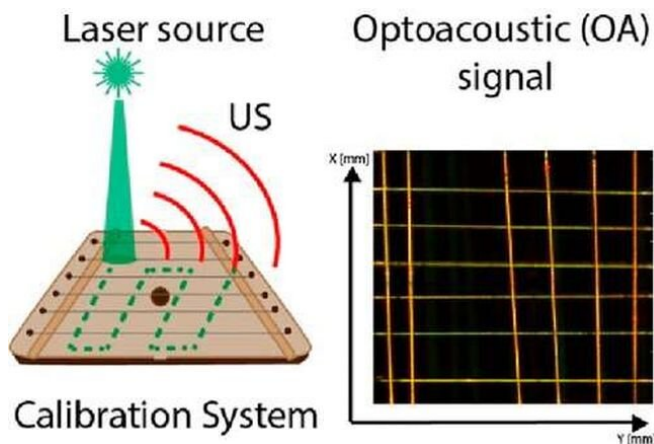 Laser source
US
Calibration System
Optoacoustic (OA)
signal
X [mm]
Y [mm]